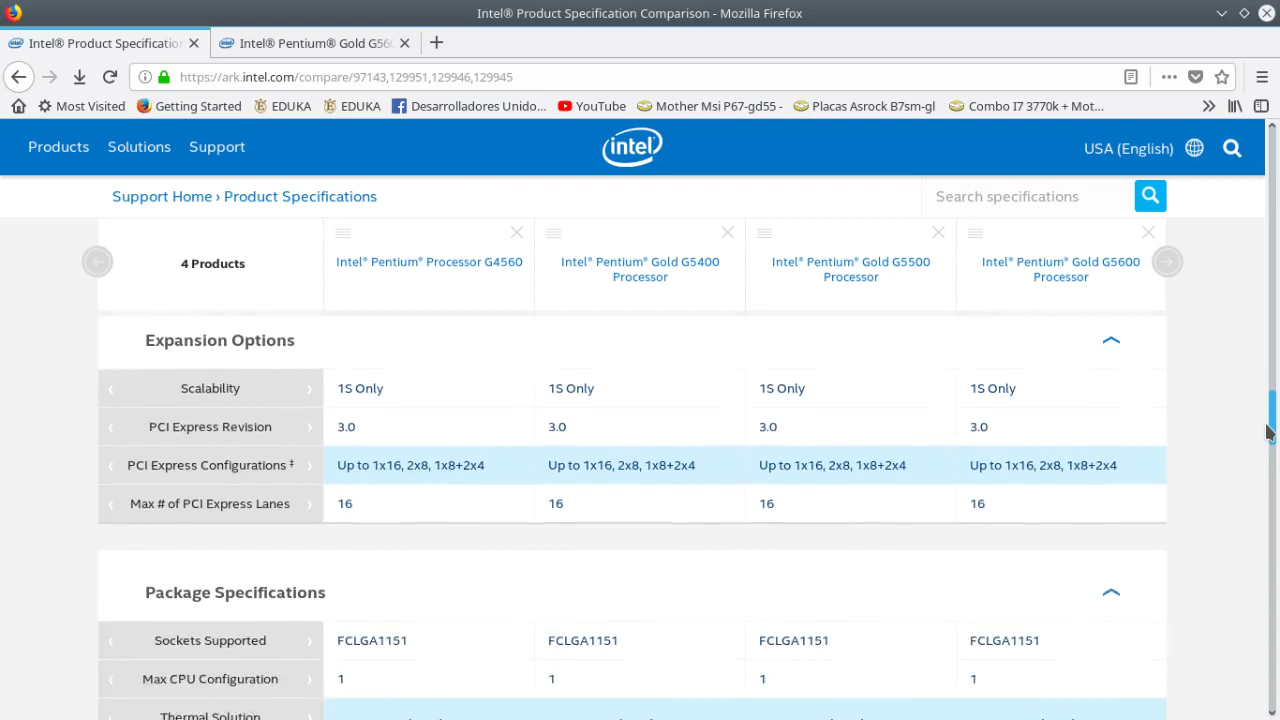 Intel® Product Specification Comparison - Mozilla Firefox
Intel® Product Specificatio
Intel® Pentium® Gold G56
https://ark.intel.com/compare/97143,129951,129946,129945
Most Visited Getting Started EDUKA EDUKA Desarrolladores Unido... YouTube Mother Msi P67-gd55 - Placas Asrock B7sm-gl Combo I7 3770k + Mot...
Products Solutions Support intel USA (English)
Support Home › Product Specifications Search specifications
4 Products
Intel® Pentium® Processor G4560
Intel® Pentium® Gold G5400
Processor
Intel® Pentium® Gold G5500
Processor
Intel® Pentium® Gold G5600
Processor
Expansion Options
Scalability 1S Only 1S Only 1S Only 1S Only
PCI Express Revision 3.0 3.0 3.0 3.0
PCI Express Configurations ‡ Up to 1x16, 2x8, 1x8+2x4 Up to 1x16, 2x8, 1x8+2x4 Up to 1x16, 2x8, 1x8+2x4 Up to 1x16, 2x8, 1x8+2x4
Max # of PCI Express Lanes 16 16 16 16
Package Specifications
Sockets Supported FCLGA1151 FCLGA1151 FCLGA1151 FCLGA1151
Max CPU Configuration 1 1 1 1
Thermal Solution